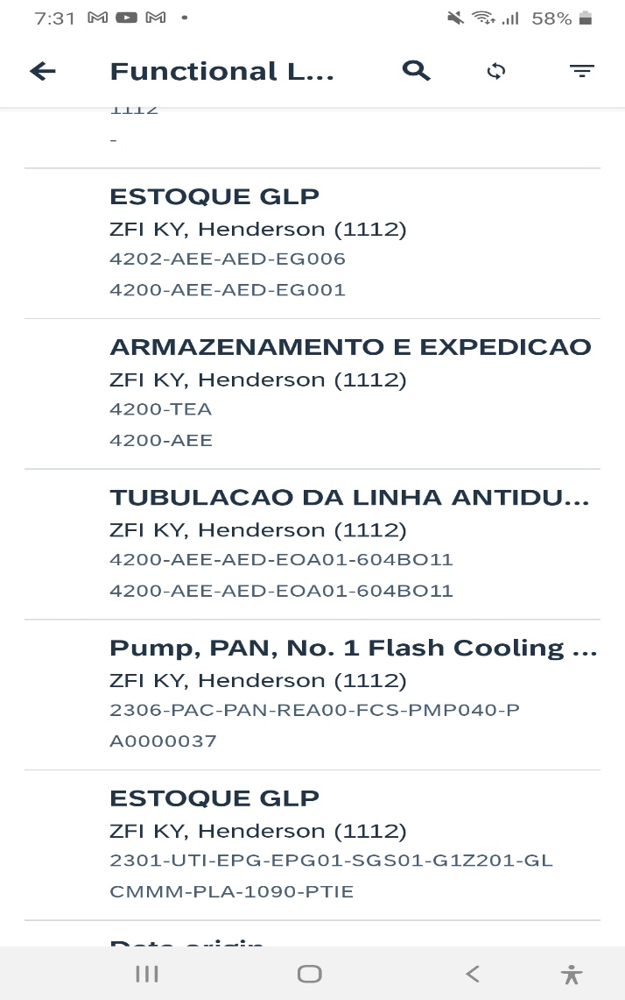 7:31
58%
Functional L...
1112
-
ESTOQUE GLP
ZFI KY, Henderson (1112)
4202-AEE-AED-EG006
4200-AEE-AED-EG001
ARMAZENAMENTO E EXPEDICAO
ZFI KY, Henderson (1112)
4200-TEA
4200-AEE
TUBULACAO DA LINHA ANTIDU...
ZFI KY, Henderson (1112)
4200-AEE-AED-EOA01-604BO11
4200-AEE-AED-EOA01-604BO11
Pump, PAN, No. 1 Flash Cooling ...
ZFI KY, Henderson (1112)
2306-PAC-PAN-REA00-FCS-PMP040-P
A0000037
ESTOQUE GLP
ZFI KY, Henderson (1112)
2301-UTI-EPG-EPG01-SGS01-G1Z201-GL
CMMM-PLA-1090-PTIE